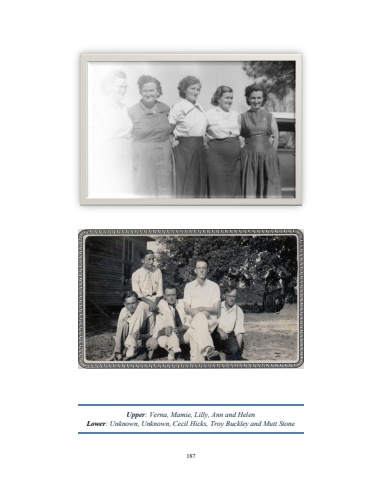 Upper: Verna, Mamie, Lilly, Ann and Helen
Lower: Unknown, Unknown, Cecil Hicks, Troy Buckley and Mutt Stone
187